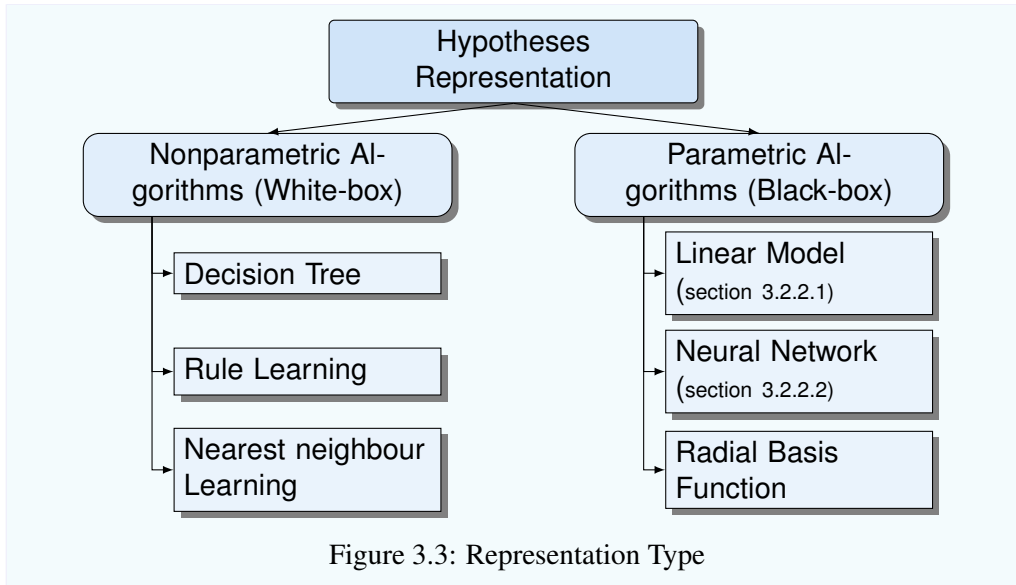 Hypotheses
Representation
Nonparametric Al-
gorithms (White-box)
Decision Tree
Rule Learning
Nearest neighbour
Learning
Parametric Al-
gorithms (Black-box)
Linear Model
(section 3.2.2.1)
Neural Network
(section 3.2.2.2)
Radial Basis
Function
Figure 3.3: Representation Type